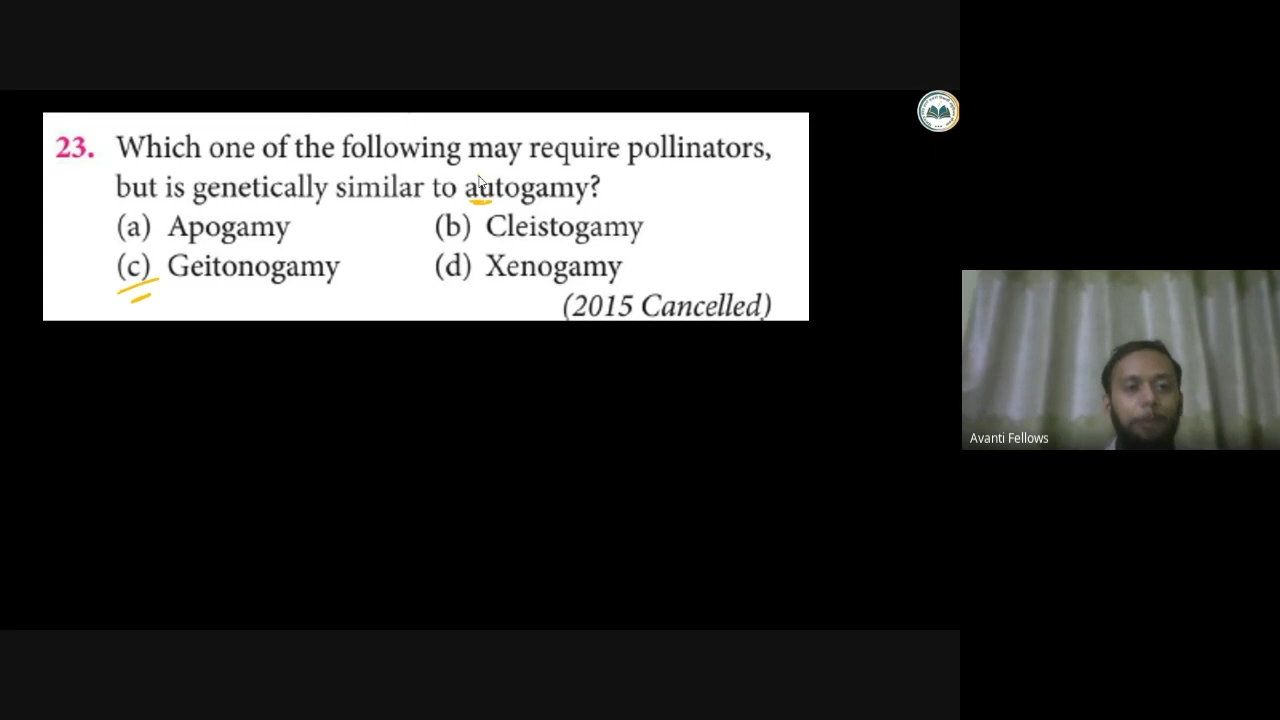 23. Which one of the following may require pollinators,
but is genetically similar to autogamy?
(a) Apogamy (b) Cleistogamy
(c) Geitonogamy (d) Xenogamy
(2015 Cancelled)
Avanti Fellows